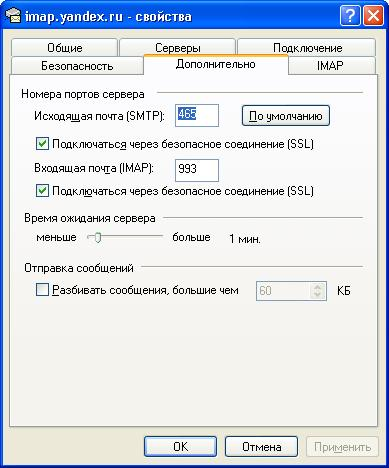 imap.yandex.ru - свойства
Общие Серверы Подключение
Безопасность Дополнительно IMAP
Номера портов сервера
Исходящая почта (SMTP): 465 По умолчанию
Подключаться через безопасное соединение (SSL)
Входящая почта (IMAP): 993
Подключаться через безопасное соединение (SSL)
Время ожидания сервера
меньше больше 1 мин.
Отправка сообщений
Разбивать сообщения, большие чем 60 КБ
OK Отмена Применить